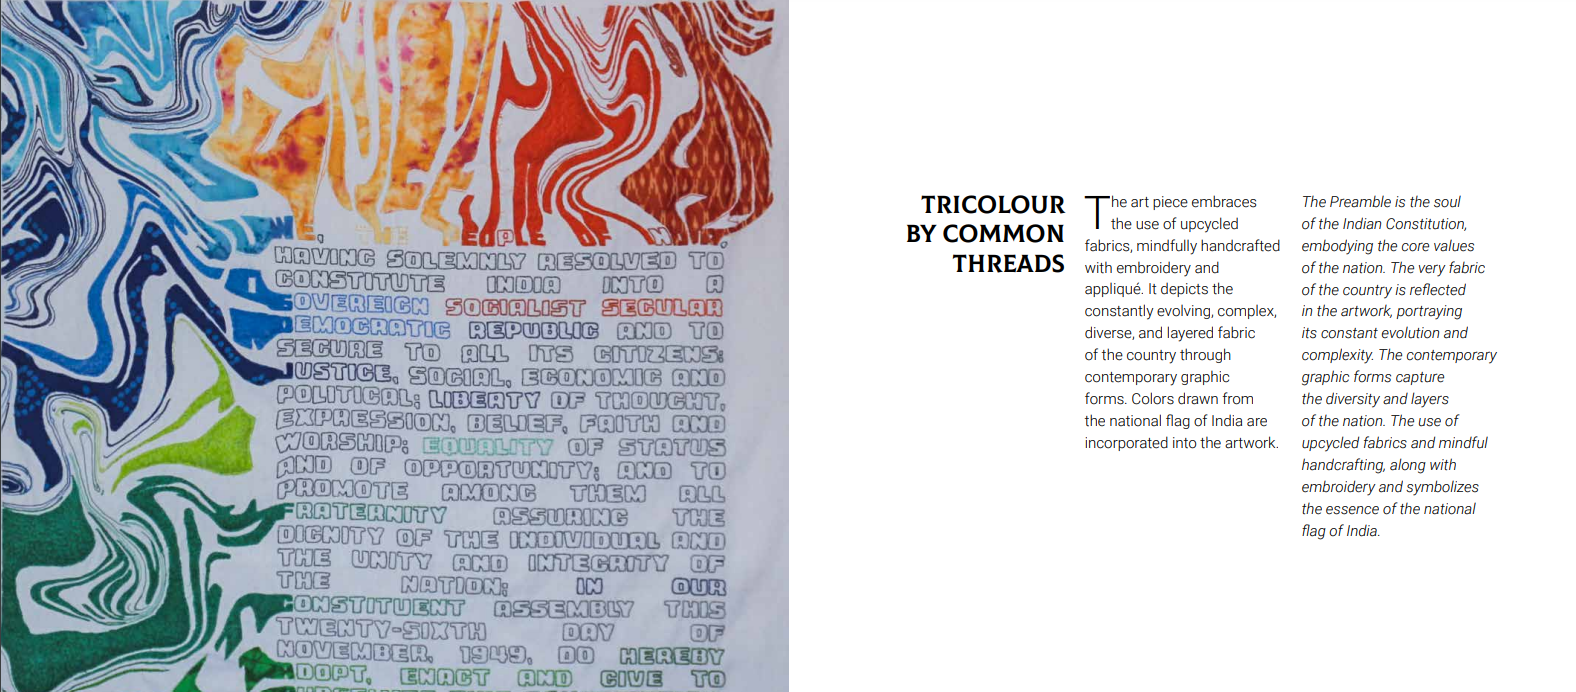 WE, THE PEOPLE OF INDIA,
HAVING SOLEMNLY RESOLVED TO
CONSTITUTE INDIA INTO A
SOVEREIGN SOCIALIST SECULAR
DEMOCRATIC REPUBLIC AND TO
SECURE TO ALL ITS CITIZENS:
JUSTICE, SOCIAL, ECONOMIC AND
POLITICAL; LIBERTY OF THOUGHT,
EXPRESSION, BELIEF, FAITH AND
WORSHIP; EQUALITY OF STATUS
AND OF OPPORTUNITY; AND TO
PROMOTE AMONG THEM ALL
FRATERNITY ASSURING THE
DIGNITY OF THE INDIVIDUAL AND
THE UNITY AND INTEGRITY OF
THE NATION; IN OUR
CONSTITUENT ASSEMBLY THIS
TWENTY-SIXTH DAY OF
NOVEMBER, 1949, DO HEREBY
ADOPT, ENACT AND GIVE TO
TRICOLOUR
BY COMMON
THREADS
The art piece embraces
the use of upcycled
fabrics, mindfully handcrafted
with embroidery and
appliqué. It depicts the
constantly evolving, complex,
diverse, and layered fabric
of the country through
contemporary graphic
forms. Colors drawn from
the national flag of India are
incorporated into the artwork.
The Preamble is the soul
of the Indian Constitution,
embodying the core values
of the nation. The very fabric
of the country is reflected
in the artwork, portraying
its constant evolution and
complexity. The contemporary
graphic forms capture
the diversity and layers
of the nation. The use of
upcycled fabrics and mindful
handcrafting, along with
embroidery and symbolizes
the essence of the national
flag of India.